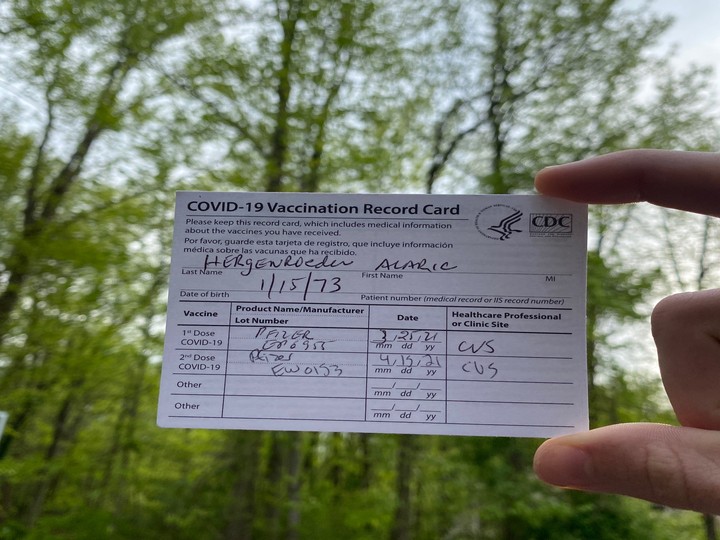 COVID-19 Vaccination Record Card
CDC
Please keep this record card, which includes medical information
about the vaccines you have received.
Por favor, guarde esta tarjeta de registro, que incluye información
médica sobre las vacunas que ha recibido.
HERgENROeder ALARIC
Last Name First Name MI
1/15/73
Date of birth Patient number (medical record or IIS record number)
Vaccine Product Name/Manufacturer Date Healthcare Professional
Lot Number or Clinic Site
1st Dose PFIZER 3,25,21 CVS
COVID-19 mm dd yy
2nd Dose Pfizer 4,15,21 CVS
COVID-19 EW0153 mm dd yy
Other __/__/__
mm dd yy
Other __/__/__
mm dd yy